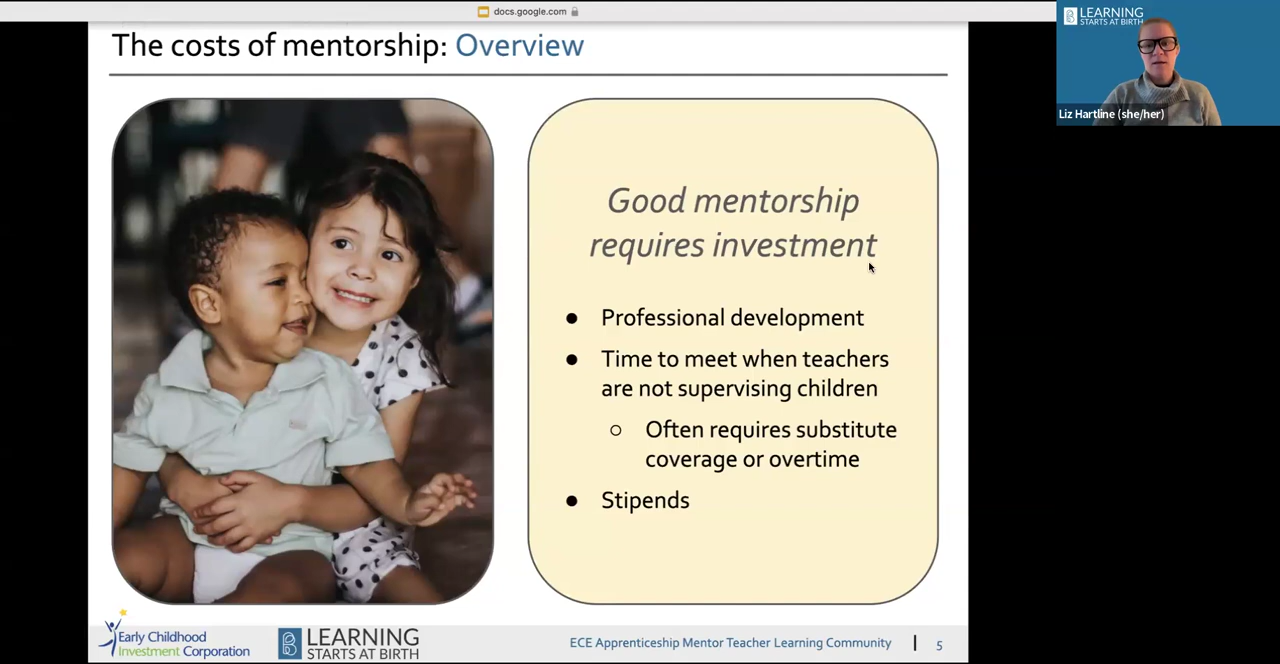 docs.google.com
The costs of mentorship: Overview
LEARNING
STARTS AT BIRTH
Liz Hartline (she/her)
Good mentorship
requires investment
● Professional development
● Time to meet when teachers
are not supervising children
○ Often requires substitute
coverage or overtime
● Stipends
Early Childhood
Investment Corporation
LEARNING
STARTS AT BIRTH
ECE Apprenticeship Mentor Teacher Learning Community | 5